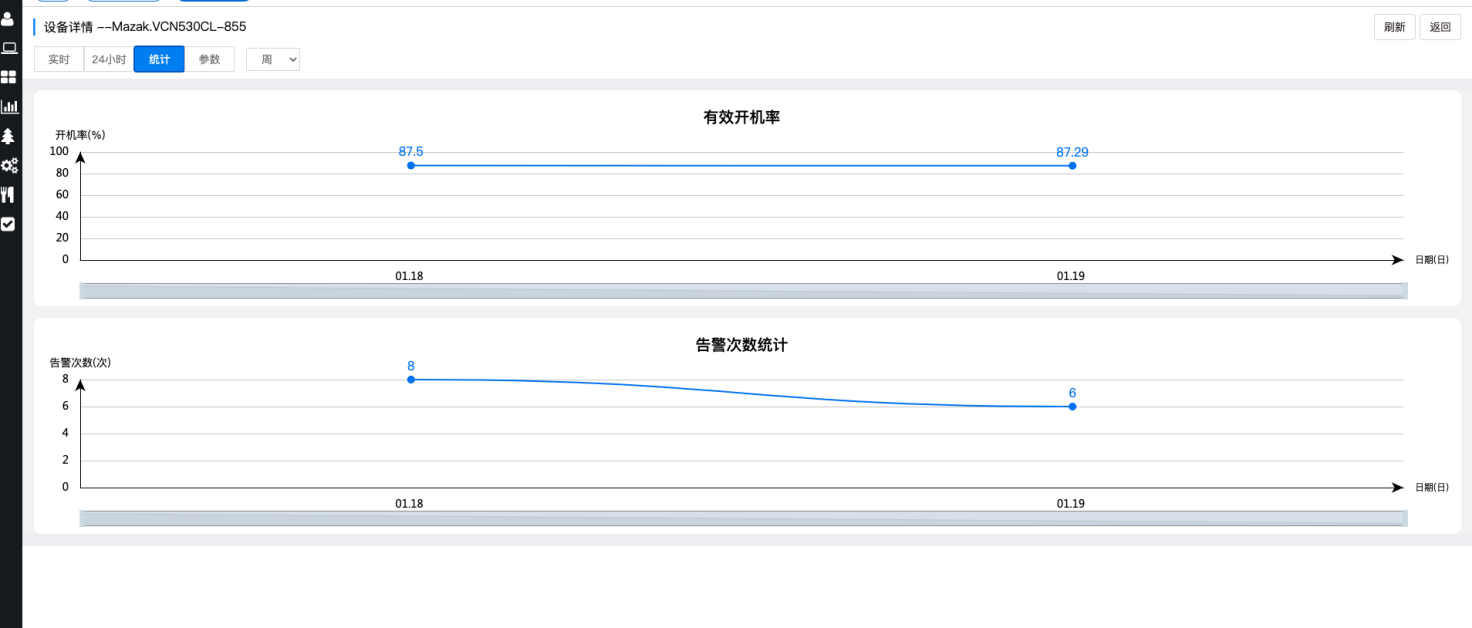 设备详情 --Mazak.VCN530CL-855
刷新 返回
实时 24小时 统计 参数 周
有效开机率
开机率(%)
100
80
60
40
20
0
87.5 87.29
日期(日)
01.18 01.19
告警次数统计
告警次数(次)
8
6
4
2
0
8 6
日期(日)
01.18 01.19